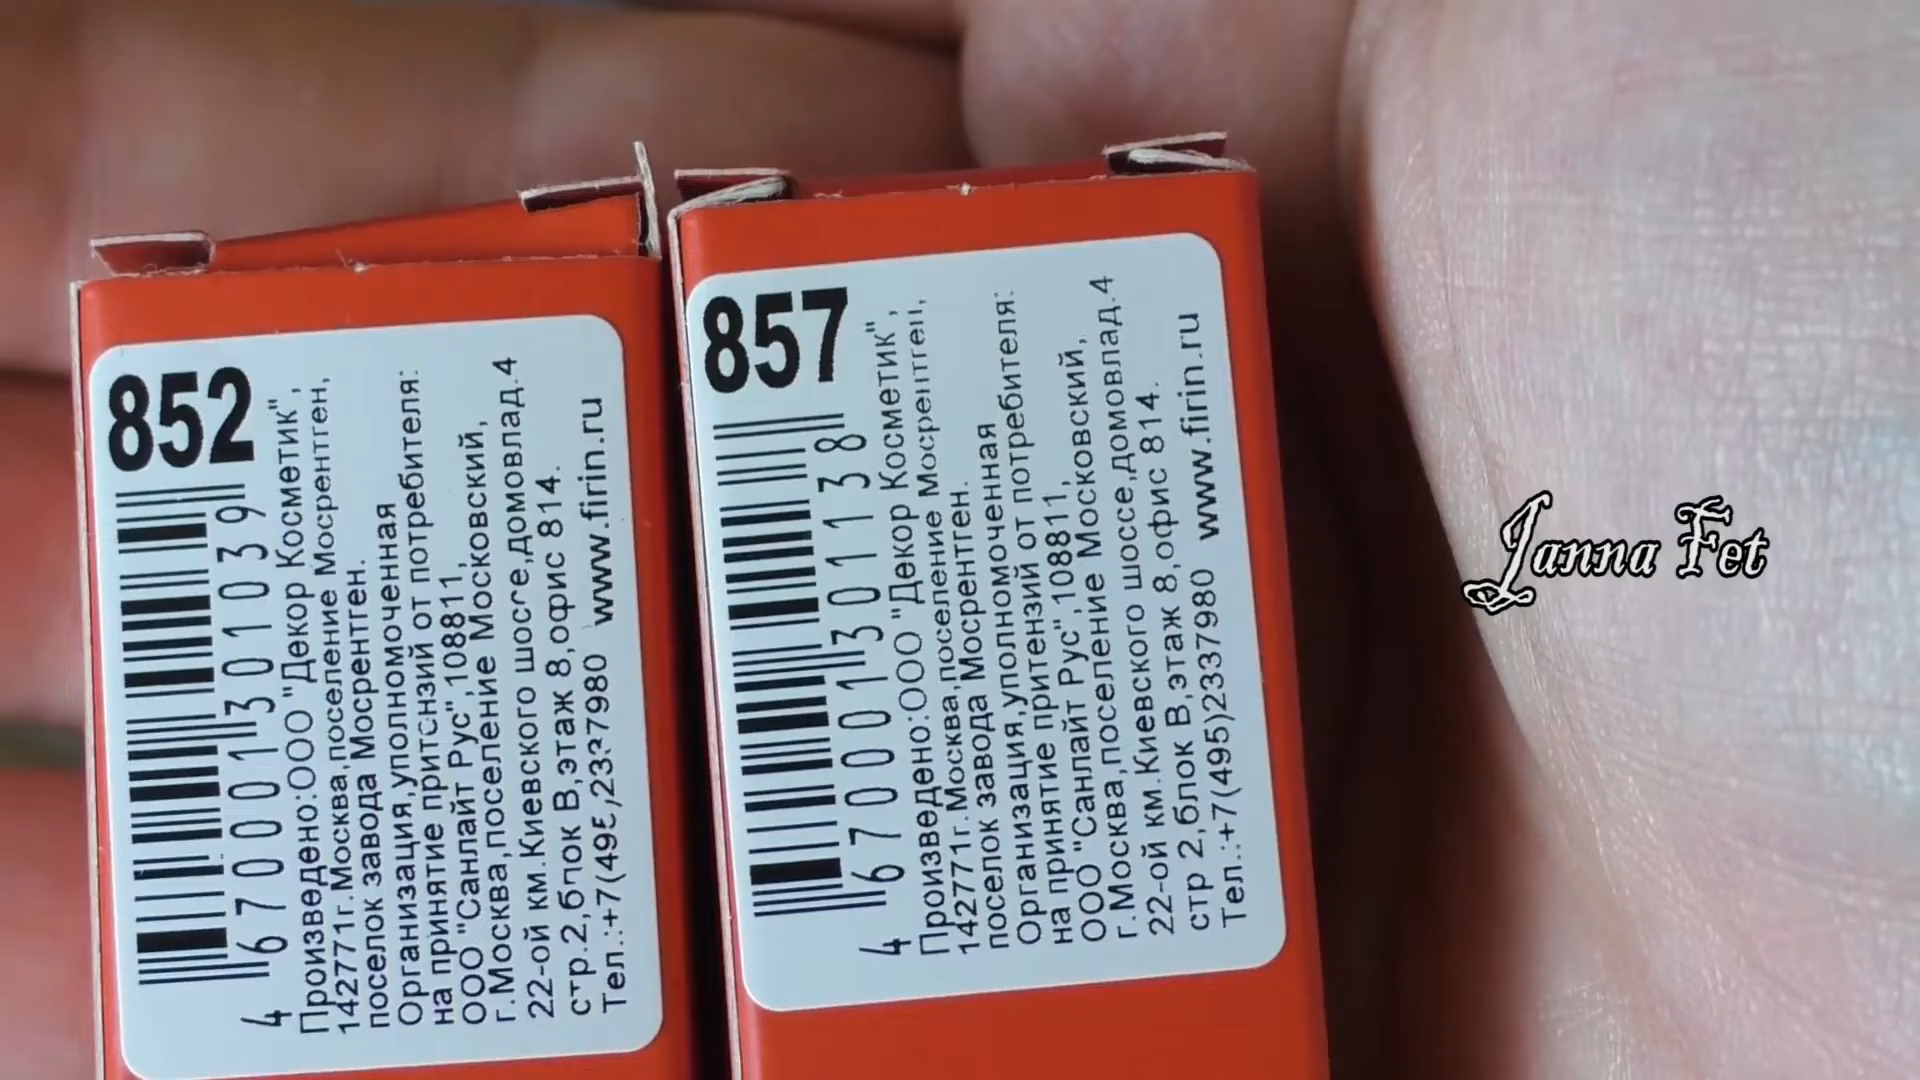 852
4 670001 301039
Произведено:ООО "Декор Косметик",
142771г.Москва,поселение Мосрентген,
поселок завода Мосрентген.
Организация,уполномоченная
на принятие притензий от потребителя:
ООО "Санлайт Рус",108811,
г.Москва,поселение Московский,
22-ой км.Киевского шоссе,домовлад.4
стр.2,блок В,этаж 8,офис 814.
Тел.:+7(495)2337980 www.firin.ru
857
4 670001 301138
Произведено:ООО "Декор Косметик",
142771г.Москва,поселение Мосрентген,
поселок завода Мосрентген.
Организация,уполномоченная
на принятие притензий от потребителя:
ООО "Санлайт Рус",108811,
г.Москва,поселение Московский,
22-ой км.Киевского шоссе,домовлад.4
стр 2,блок В,этаж 8,офис 814.
Тел.:+7(495)2337980 www.firin.ru
Janna Fet